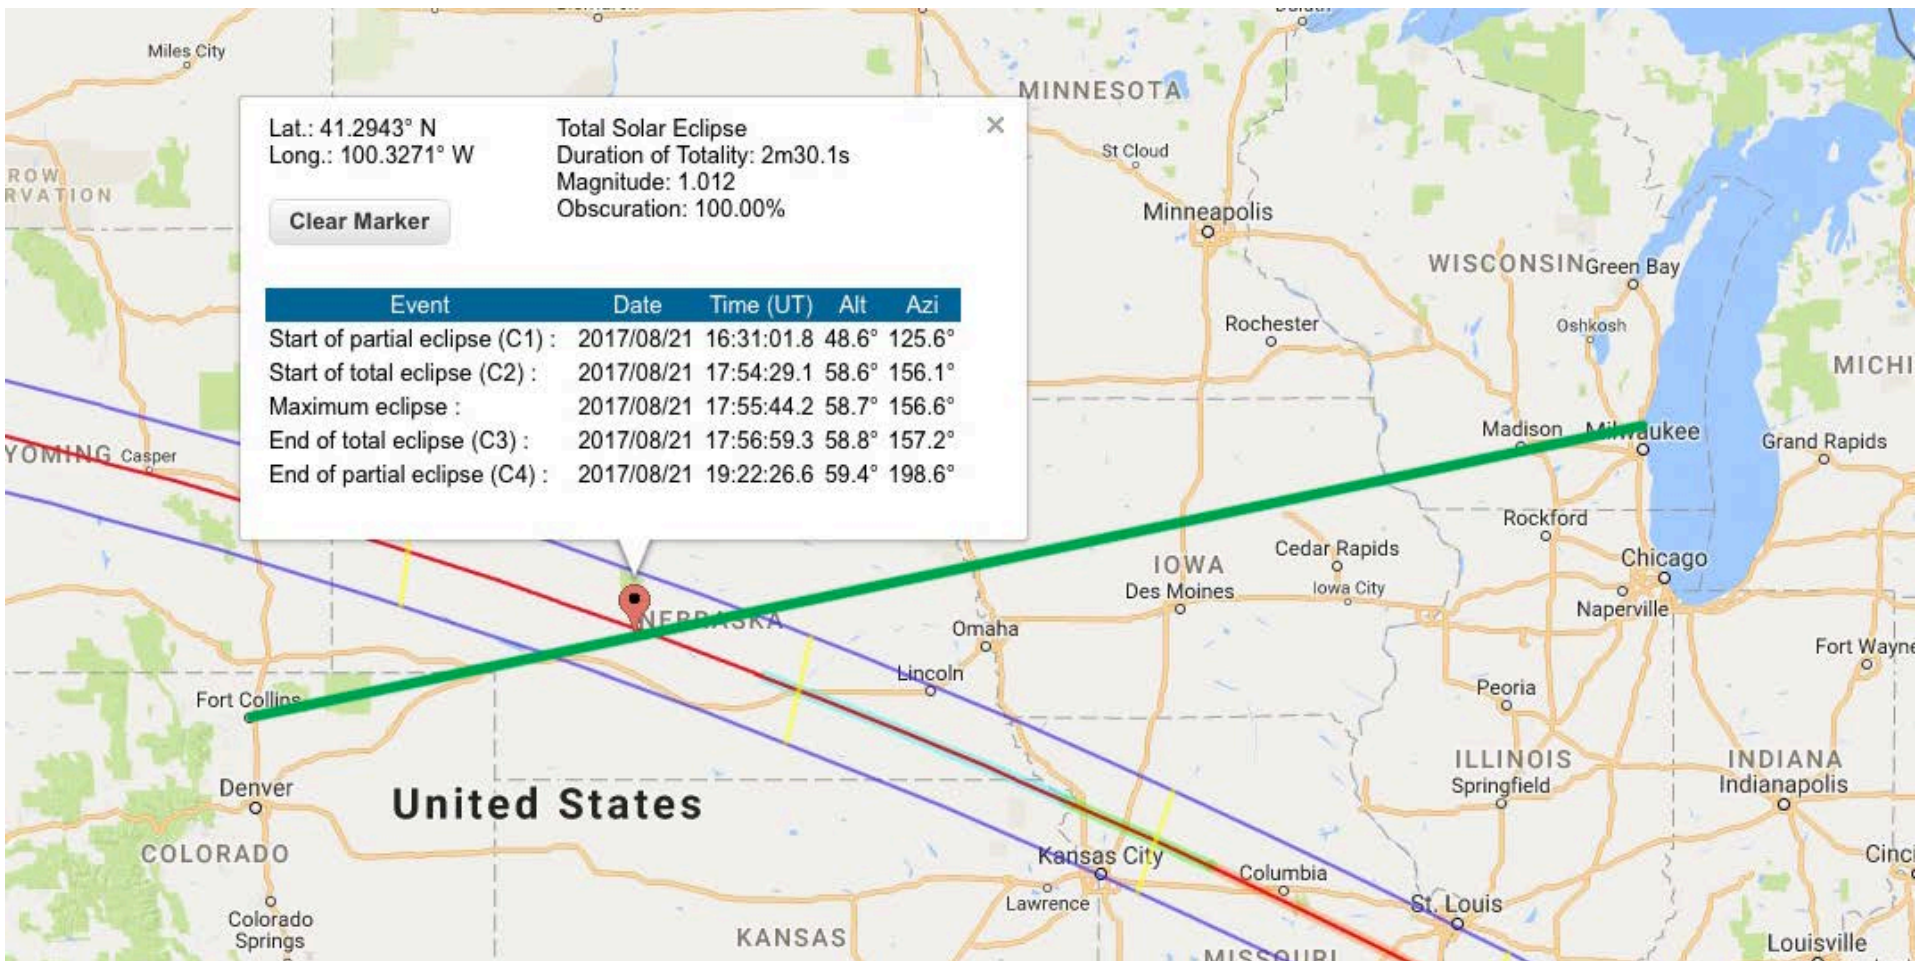 Duluth
Miles City
MINNESOTA
Lat.: 41.2943° N
Long.: 100.3271° W
Total Solar Eclipse
Duration of Totality: 2m30.1s
Magnitude: 1.012
Obscuration: 100.00%
×
Clear Marker
ROW
RVATION
St Cloud
Minneapolis
WISCONSIN
Green Bay
Event Date Time (UT) Alt Azi
Start of partial eclipse (C1) : 2017/08/21 16:31:01.8 48.6° 125.6°
Start of total eclipse (C2) : 2017/08/21 17:54:29.1 58.6° 156.1°
Maximum eclipse : 2017/08/21 17:55:44.2 58.7° 156.6°
End of total eclipse (C3) : 2017/08/21 17:56:59.3 58.8° 157.2°
End of partial eclipse (C4) : 2017/08/21 19:22:26.6 59.4° 198.6°
Rochester
Oshkosh
MICHI
Madison
Milwaukee
Grand Rapids
YOMING
Casper
Rockford
Cedar Rapids
Chicago
IOWA
Des Moines
Iowa City
Naperville
NEBRASKA
Omaha
Fort Wayne
Lincoln
Peoria
Fort Collins
Denver
United States
ILLINOIS
Springfield
INDIANA
Indianapolis
COLORADO
Kansas City
Columbia
Cinci
Lawrence
St. Louis
Colorado
Springs
KANSAS
MISSOURI
Louisville